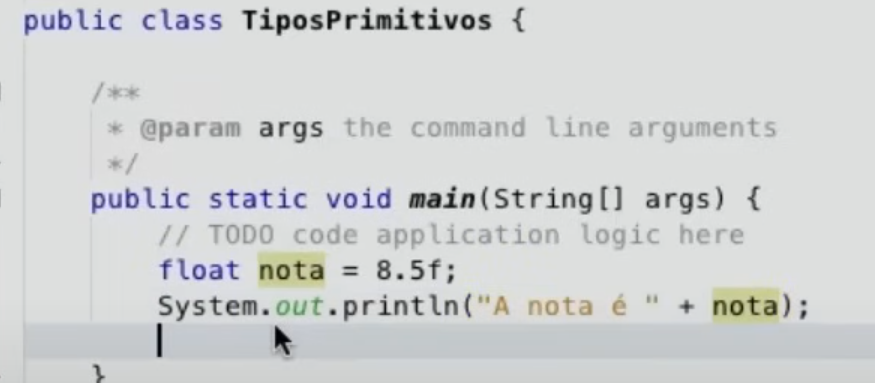 public class TiposPrimitivos {
/**
* @param args the command line arguments
*/
public static void main(String[] args) {
// TODO code application logic here
float nota = 8.5f;
System.out.println("A nota é " + nota);
}